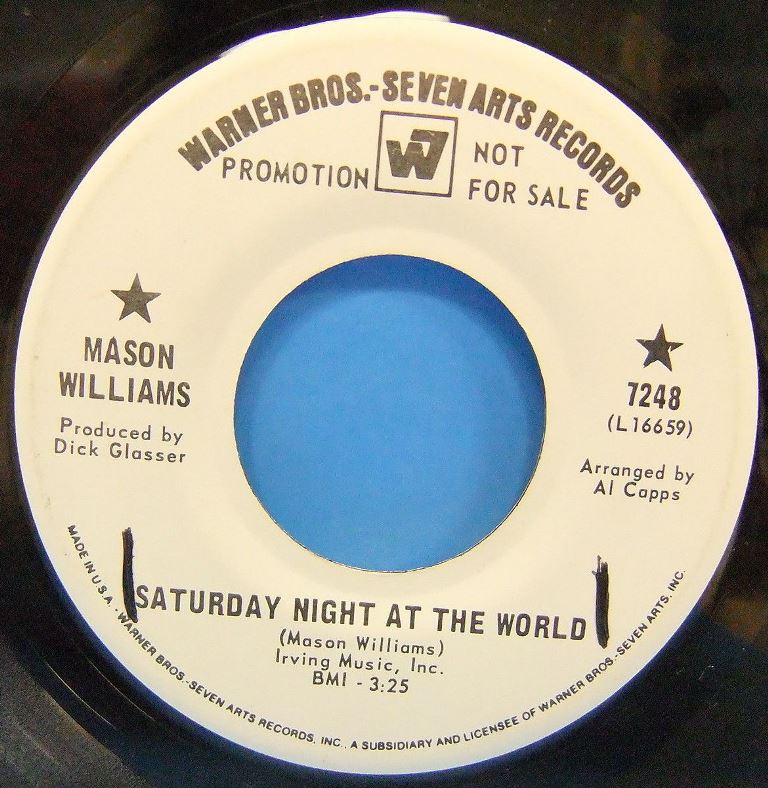 WARNER BROS.-SEVEN ARTS RECORDS
PROMOTION W7 NOT
FOR SALE
MASON
WILLIAMS
Produced by
Dick Glasser
7248
(L16659)
Arranged by
Al Capps
SATURDAY NIGHT AT THE WORLD
(Mason Williams)
Irving Music, Inc.
BMI - 3:25
MADE IN U.S.A. - WARNER BROS.-SEVEN ARTS RECORDS, INC., A SUBSIDIARY AND LICENSEE OF WARNER BROS.-SEVEN ARTS, INC.